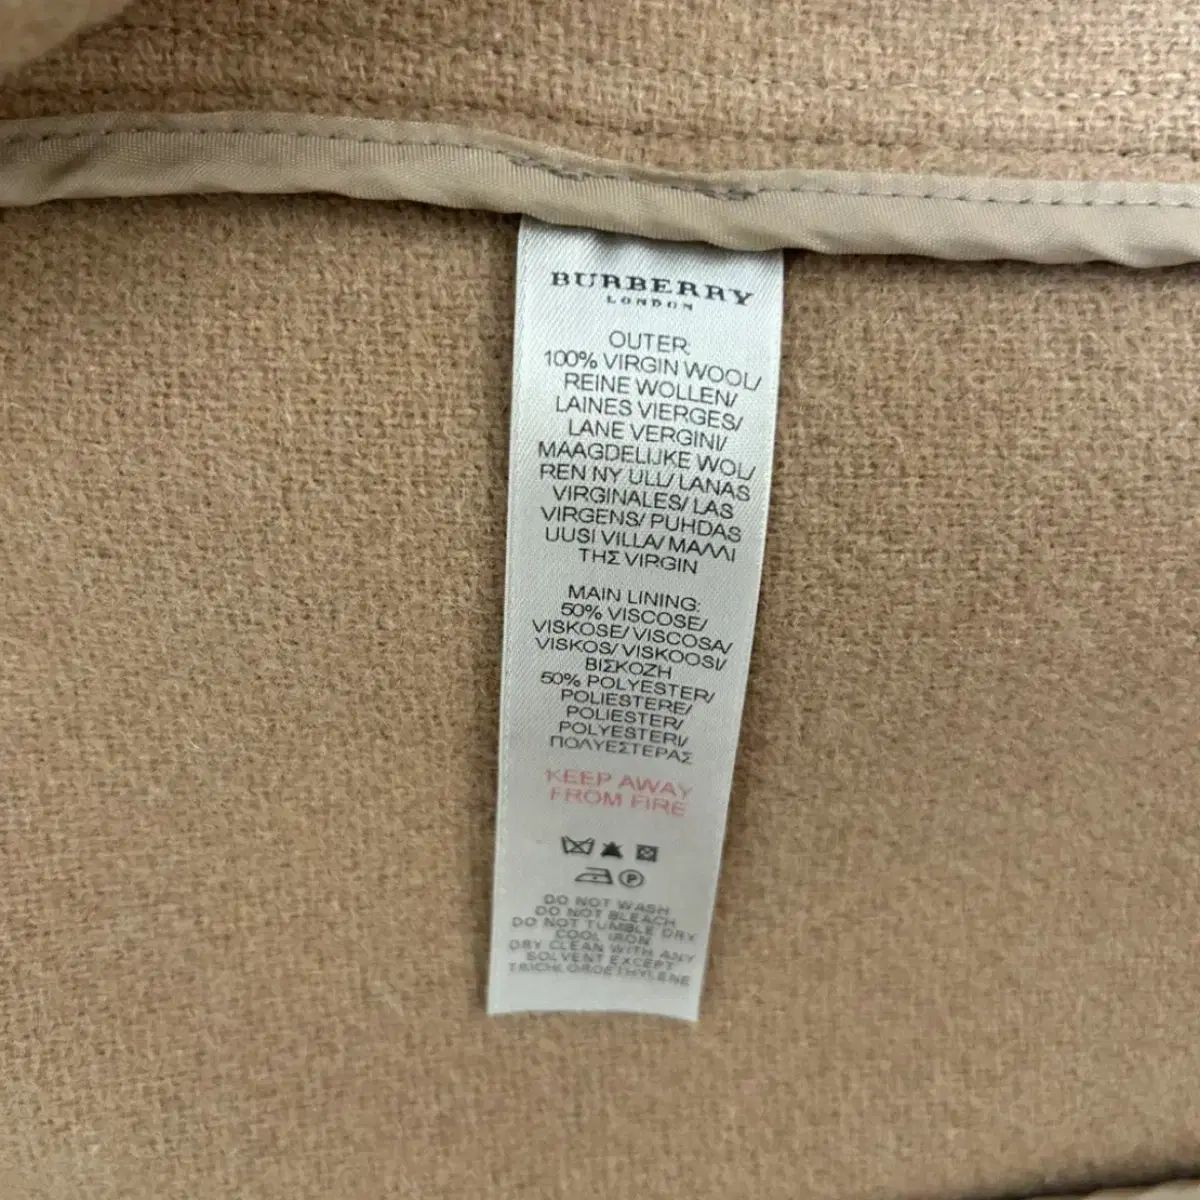 BURBERRY
LONDON
OUTER
100% VIRGIN WOOL/
REINE WOLLEN/
LAINES VIERGES/
LANE VERGINI/
MAAGDELIJKE WOL/
REN NY ULL/ LANAS
VIRGINALES/ LAS
VIRGENS/ PUHDAS
UUSI VILLA/ ΜΑΛΛΙ
ΤΗΣ VIRGIN
MAIN LINING:
50% VISCOSE/
VISKOSE/ VISCOSA/
VISKOS/ VISKOOSI/
ΒΙΣΚΟΖΗ
50% POLYESTER/
POLIESTERE/
POLIESTER/
POLYESTERI/
ΠΟΛΥΕΣΤΕΡΑΣ
KEEP AWAY
FROM FIRE
P
DO NOT WASH
DO NOT BLEACH
DO NOT TUMBLE DRY
COOL IRON
DRY CLEAN WITH ANY
SOLVENT EXCEPT
TRICHLOROETHYLENE